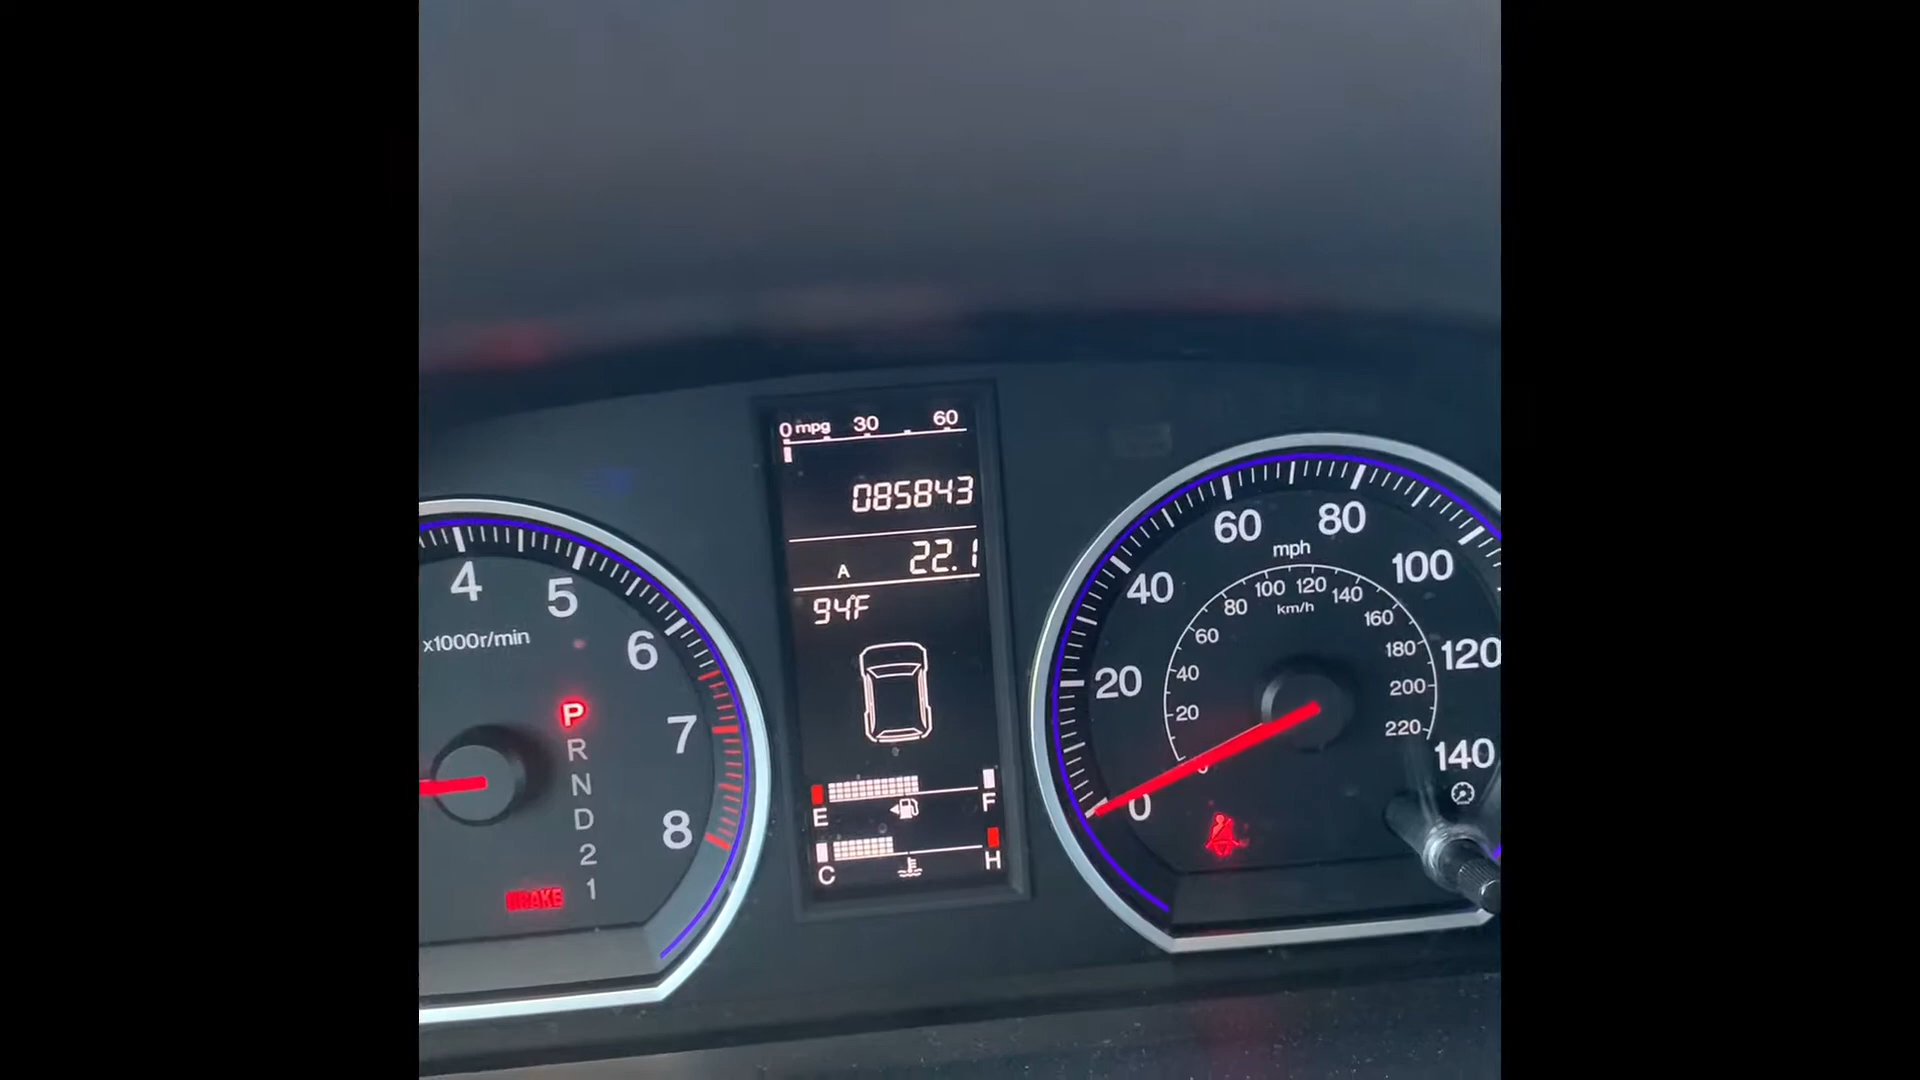 0 mpg 30 60
085843
A 22.1
94°F
E F
C H
4 5 6 7 8
x1000r/min
P
R
N
D
2
1
BRAKE
0 20 40 60 80 100 120 140
mph
20 40 60 80 100 120 140 160 180 200 220
km/h